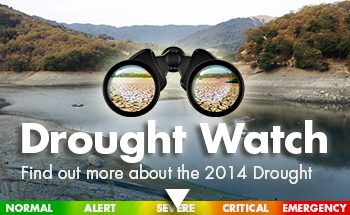 Drought Watch
Find out more about the 2014 Drought
NORMAL ALERT SEVERE CRITICAL EMERGENCY